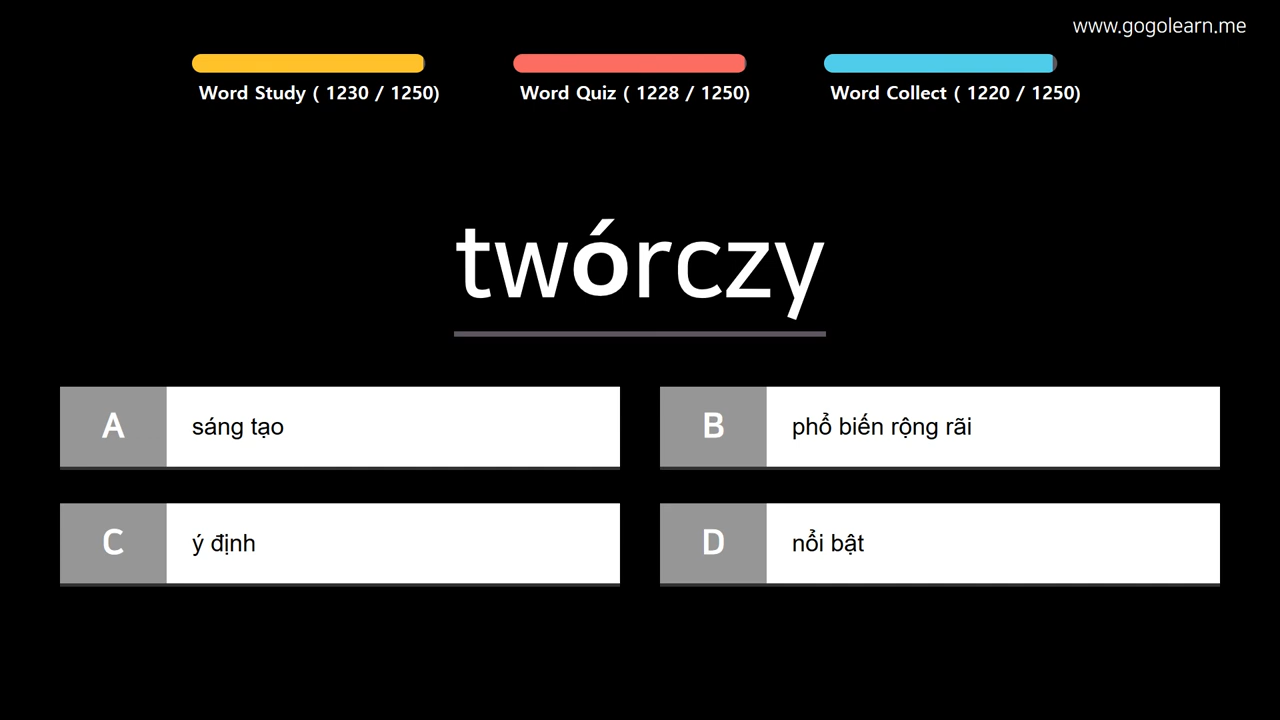 www.gogolearn.me
Word Study ( 1230 / 1250)
Word Quiz ( 1228 / 1250)
Word Collect ( 1220 / 1250)
twórczy
A
sáng tạo
B
phổ biến rộng rãi
C
ý định
D
nổi bật